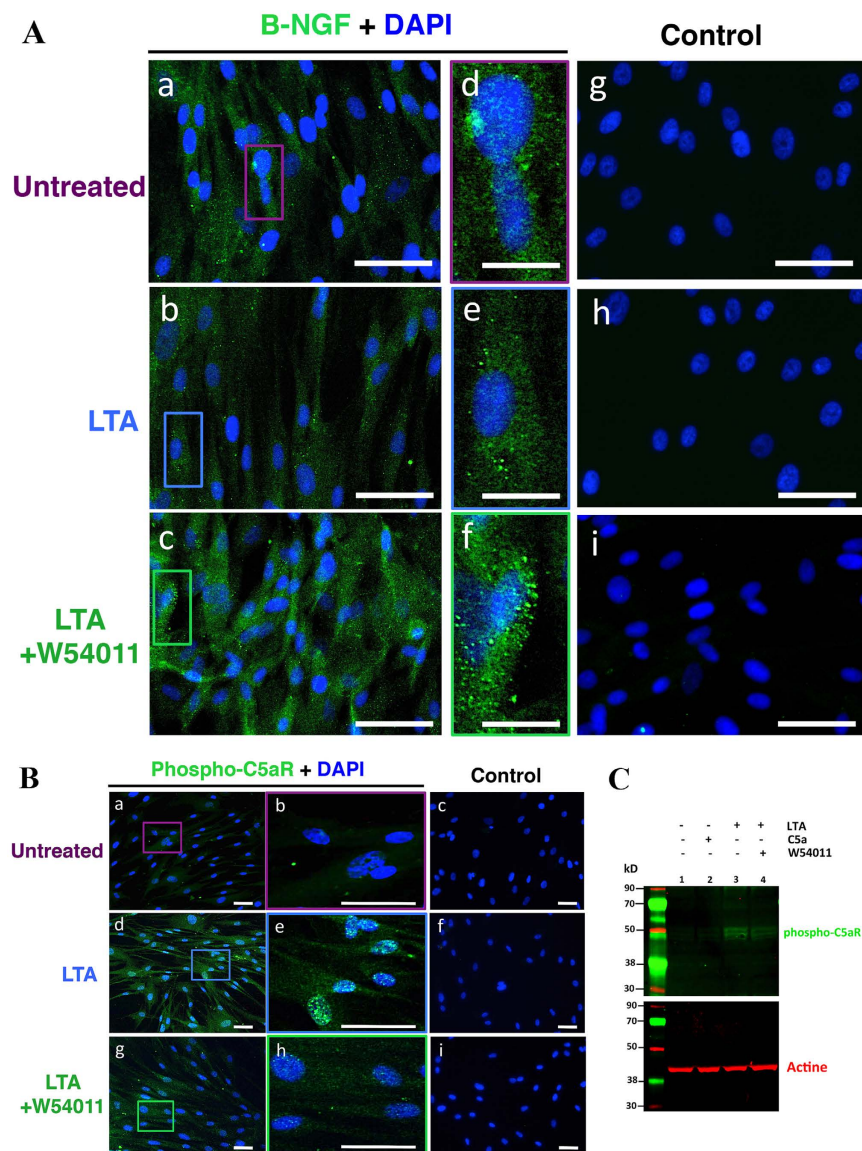 A
B-NGF + DAPI
Control
Untreated
a
d
g
LTA
b
e
h
LTA
+W54011
c
f
i
B
Phospho-C5aR + DAPI
Control
Untreated
a
b
c
LTA
d
e
f
LTA
+W54011
g
h
i
C
- - + + LTA
- + - - C5a
- - - + W54011
kD
1 2 3 4
90
70
50
phospho-C5aR
38
30
90
70
50
Actine
38
30